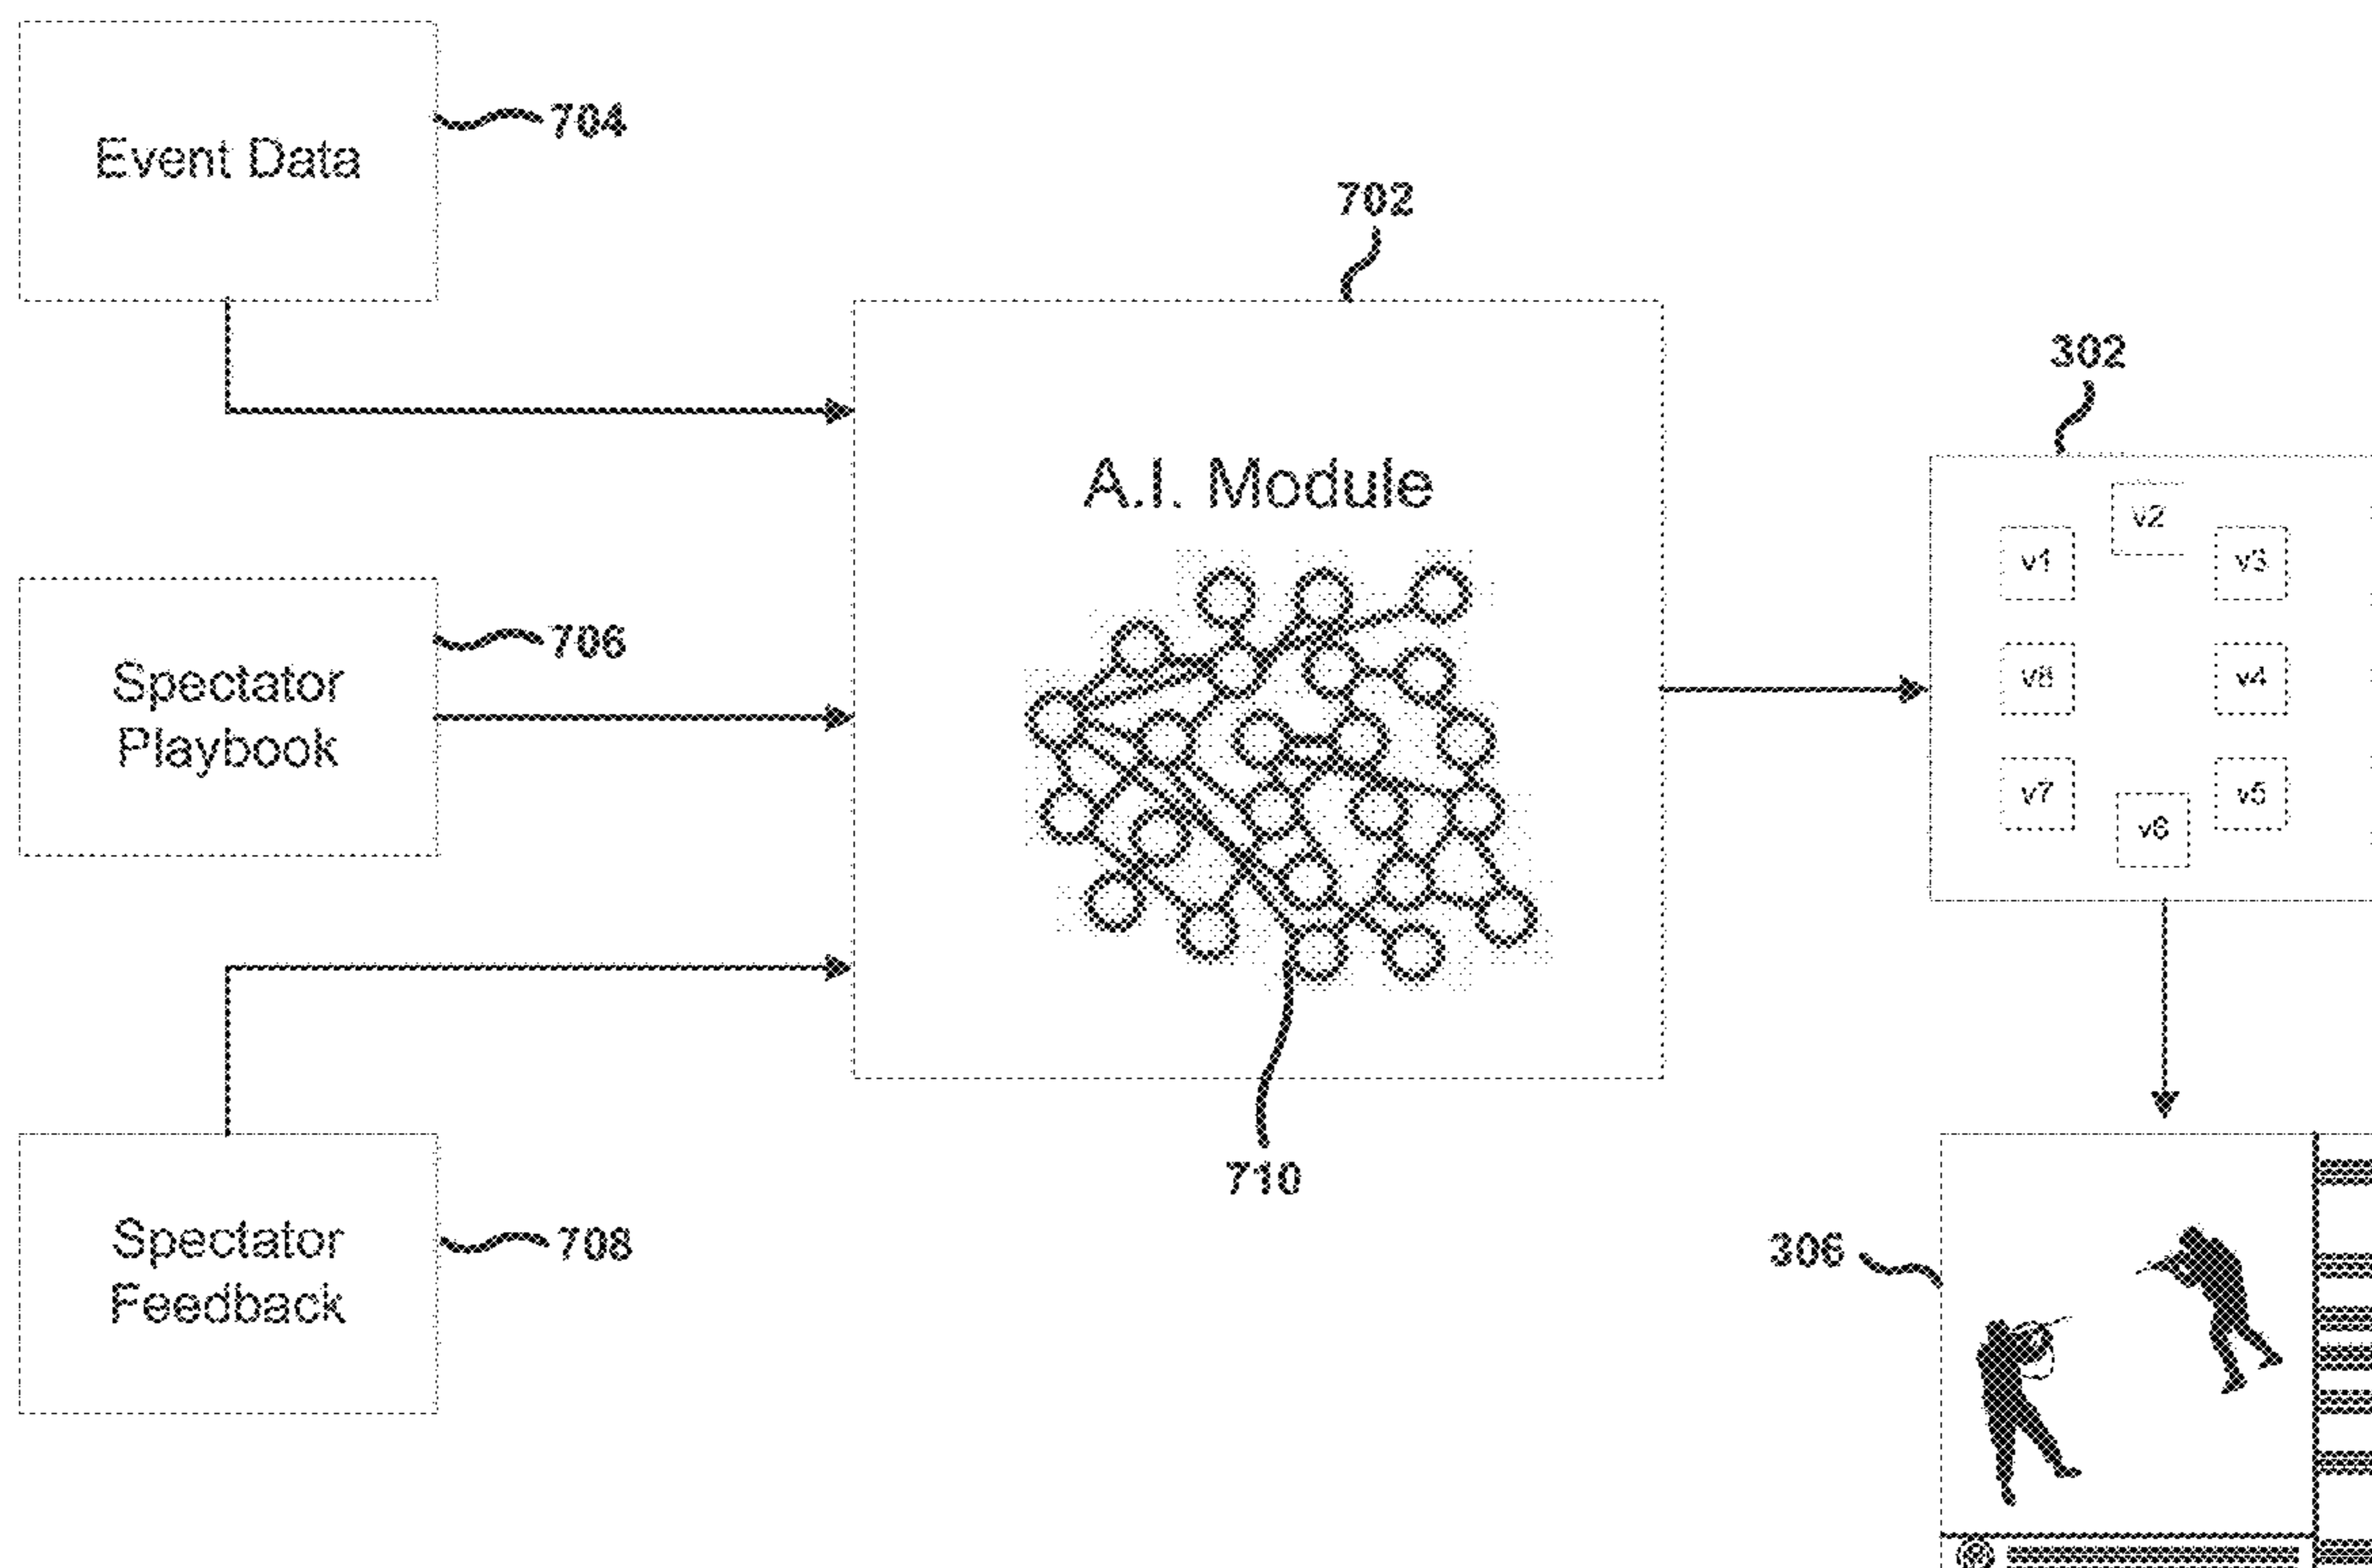 704
Event Data
702
302
A.I. Module
v2
v1
v3
706
Spectator
Playbook
v8
v4
v7
v5
v6
710
708
Spectator
Feedback
306